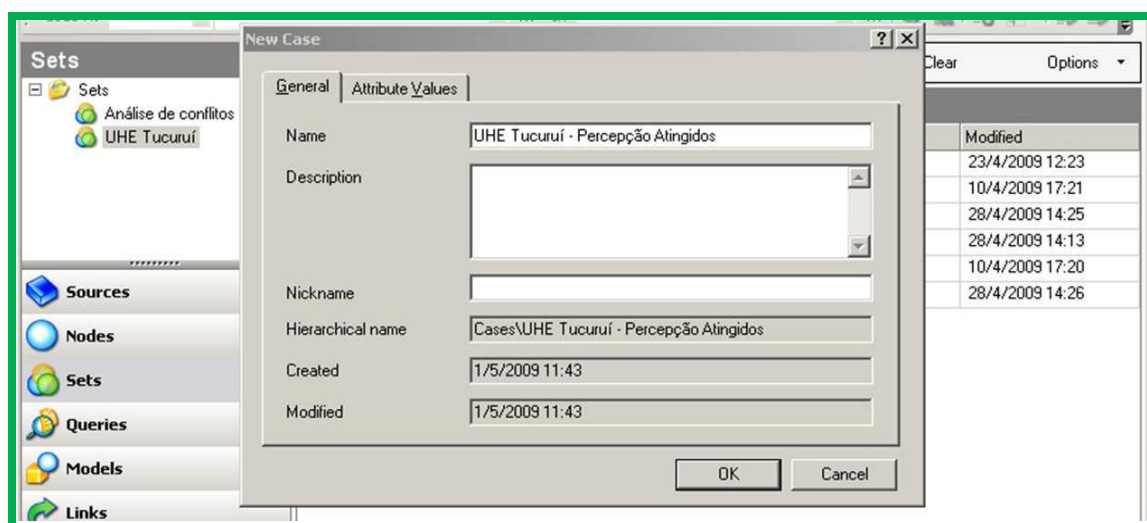 New Case
Sets
Clear
Options
Sets
Análise de conflitos
UHE Tucuruí
General
Attribute Values
Name
UHE Tucuruí - Percepção Atingidos
Description
Nickname
Hierarchical name
Cases\UHE Tucuruí - Percepção Atingidos
Created
1/5/2009 11:43
Modified
1/5/2009 11:43
OK
Cancel
Modified
23/4/2009 12:23
10/4/2009 17:21
28/4/2009 14:25
28/4/2009 14:13
10/4/2009 17:20
28/4/2009 14:26
Sources
Nodes
Sets
Queries
Models
Links